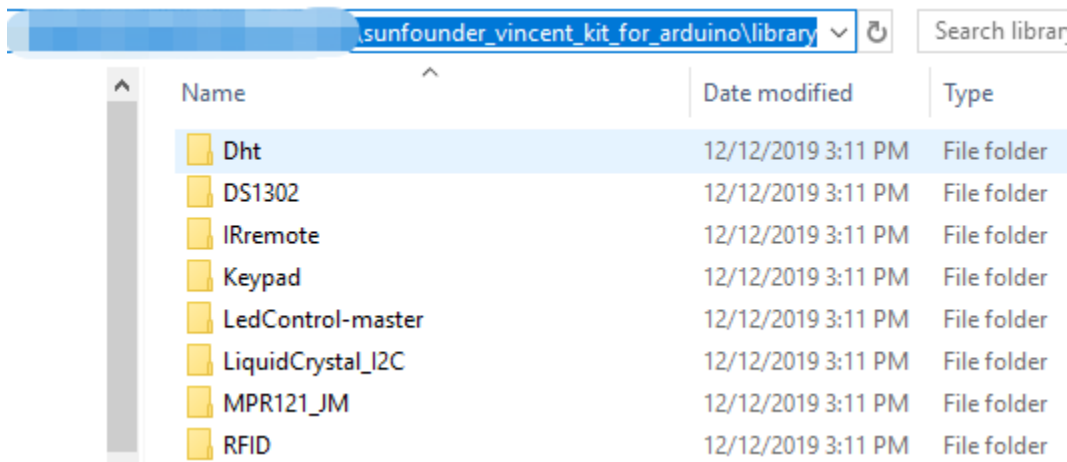 \sunfounder_vincent_kit_for_arduino\library Search library
Name Date modified Type
Dht 12/12/2019 3:11 PM File folder
DS1302 12/12/2019 3:11 PM File folder
IRremote 12/12/2019 3:11 PM File folder
Keypad 12/12/2019 3:11 PM File folder
LedControl-master 12/12/2019 3:11 PM File folder
LiquidCrystal_I2C 12/12/2019 3:11 PM File folder
MPR121_JM 12/12/2019 3:11 PM File folder
RFID 12/12/2019 3:11 PM File folder